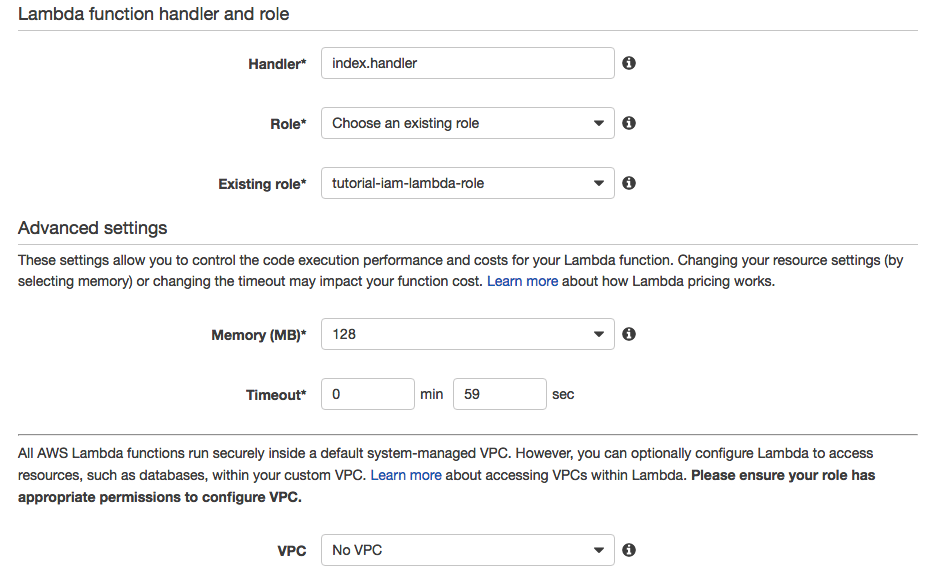 Lambda function handler and role
Handler* index.handler
Role* Choose an existing role
Existing role* tutorial-iam-lambda-role
Advanced settings
These settings allow you to control the code execution performance and costs for your Lambda function. Changing your resource settings (by
selecting memory) or changing the timeout may impact your function cost. Learn more about how Lambda pricing works.
Memory (MB)* 128
Timeout* 0 min 59 sec
All AWS Lambda functions run securely inside a default system-managed VPC. However, you can optionally configure Lambda to access
resources, such as databases, within your custom VPC. Learn more about accessing VPCs within Lambda. Please ensure your role has
appropriate permissions to configure VPC.
VPC No VPC